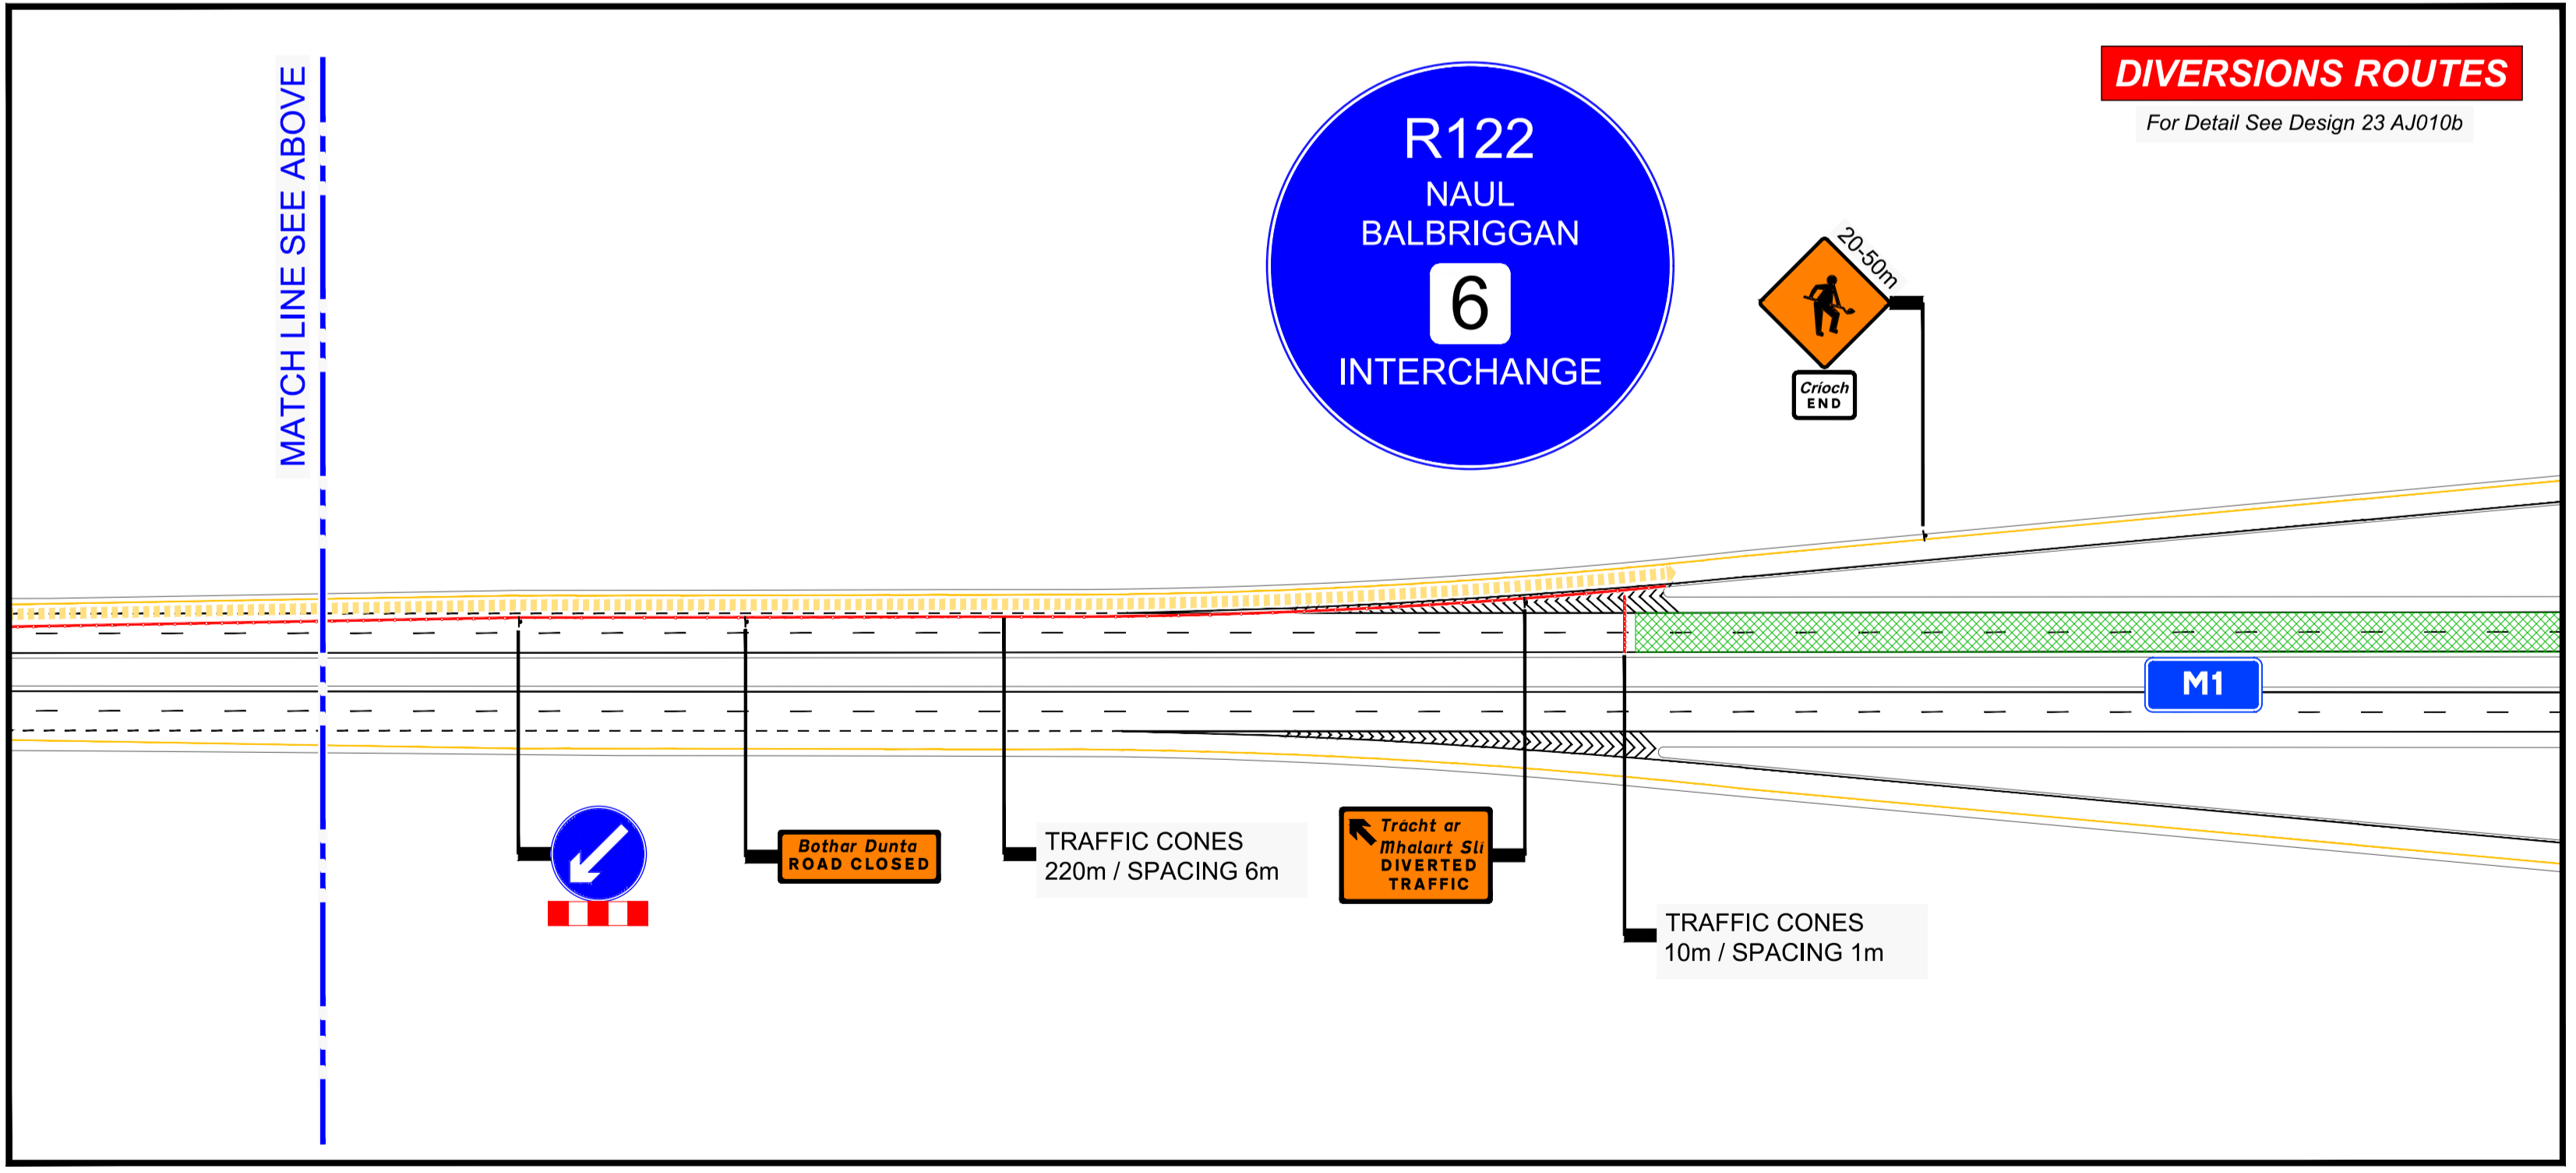 DIVERSIONS ROUTES
For Detail See Design 23 AJ010b
MATCH LINE SEE ABOVE
R122
NAUL
BALBRIGGAN
6
INTERCHANGE
20-50m
Críoch
END
M1
Bothar Dunta
ROAD CLOSED
TRAFFIC CONES
220m / SPACING 6m
Trácht ar
Mhalairt Slí
DIVERTED
TRAFFIC
TRAFFIC CONES
10m / SPACING 1m